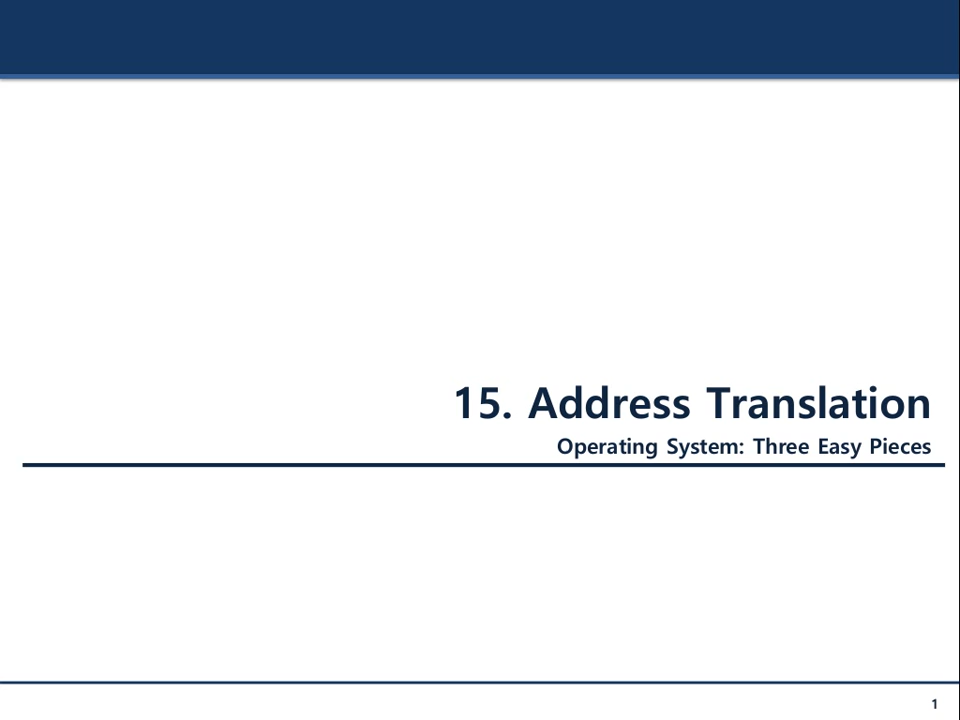 15. Address Translation
Operating System: Three Easy Pieces
1